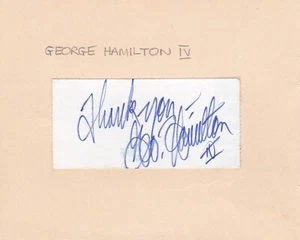 GEORGE HAMILTON IV
Thank you -
Geo. Hamilton
IV